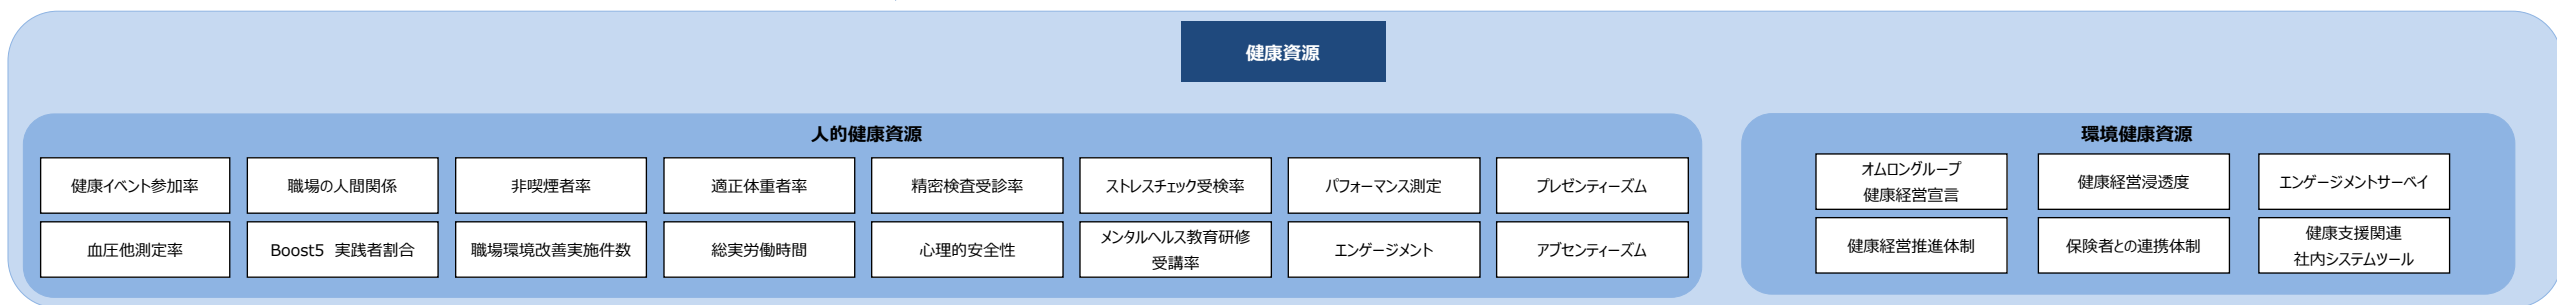 健康資源
人的健康資源
健康イベント参加率
職場の人間関係
非喫煙者率
適正体重者率
精密検査受診率
ストレスチェック受検率
パフォーマンス測定
プレゼンティーズム
血圧他測定率
Boost5 実践者割合
職場環境改善実施件数
総実労働時間
心理的安全性
メンタルヘルス教育研修
受講率
エンゲージメント
アブセンティーズム
環境健康資源
オムロングループ
健康経営宣言
健康経営浸透度
エンゲージメントサーベイ
健康経営推進体制
保険者との連携体制
健康支援関連
社内システムツール